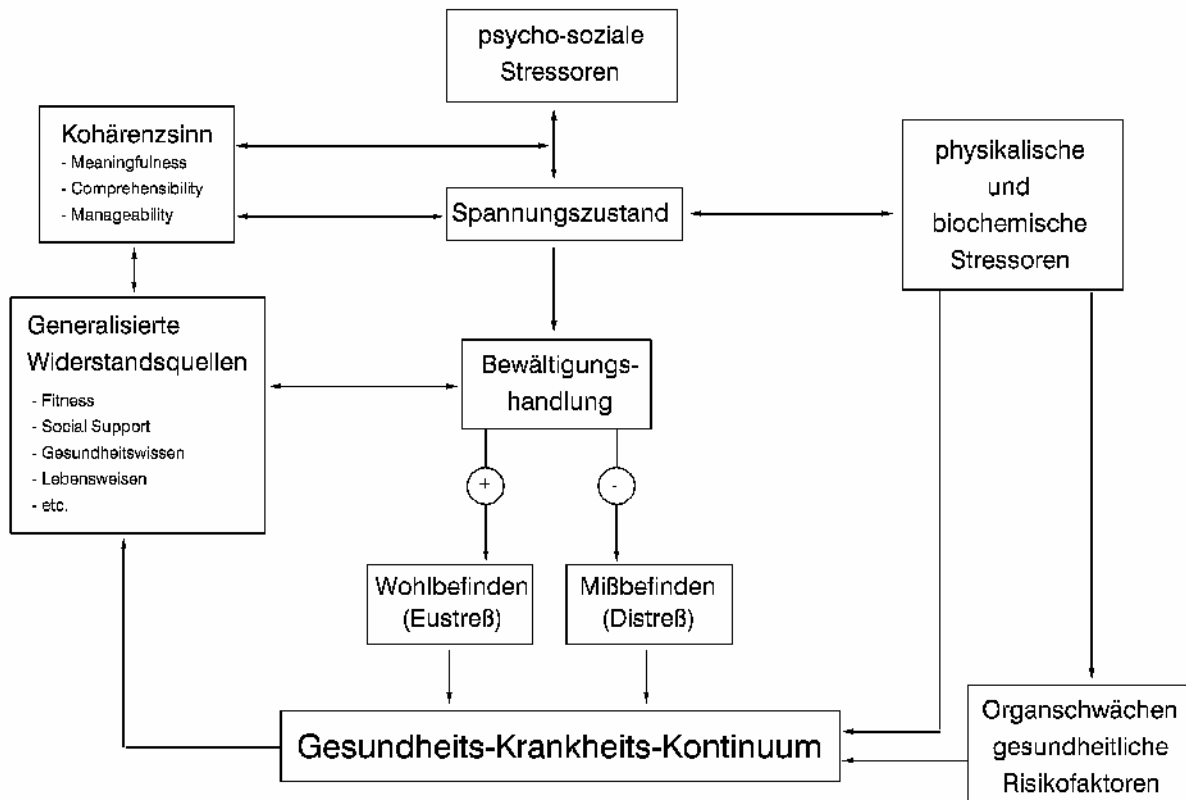 psycho-soziale
Stressoren
Kohärenzsinn
- Meaningfulness
- Comprehensibility
- Manageability
physikalische
und
biochemische
Stressoren
Spannungszustand
Generalisierte
Widerstandsquellen
- Fitness
- Social Support
- Gesundheitswissen
- Lebensweisen
- etc.
Bewältigungs-
handlung
+
-
Wohlbefinden
(Eustreß)
Mißbefinden
(Distreß)
Gesundheits-Krankheits-Kontinuum
Organschwächen
gesundheitliche
Risikofaktoren